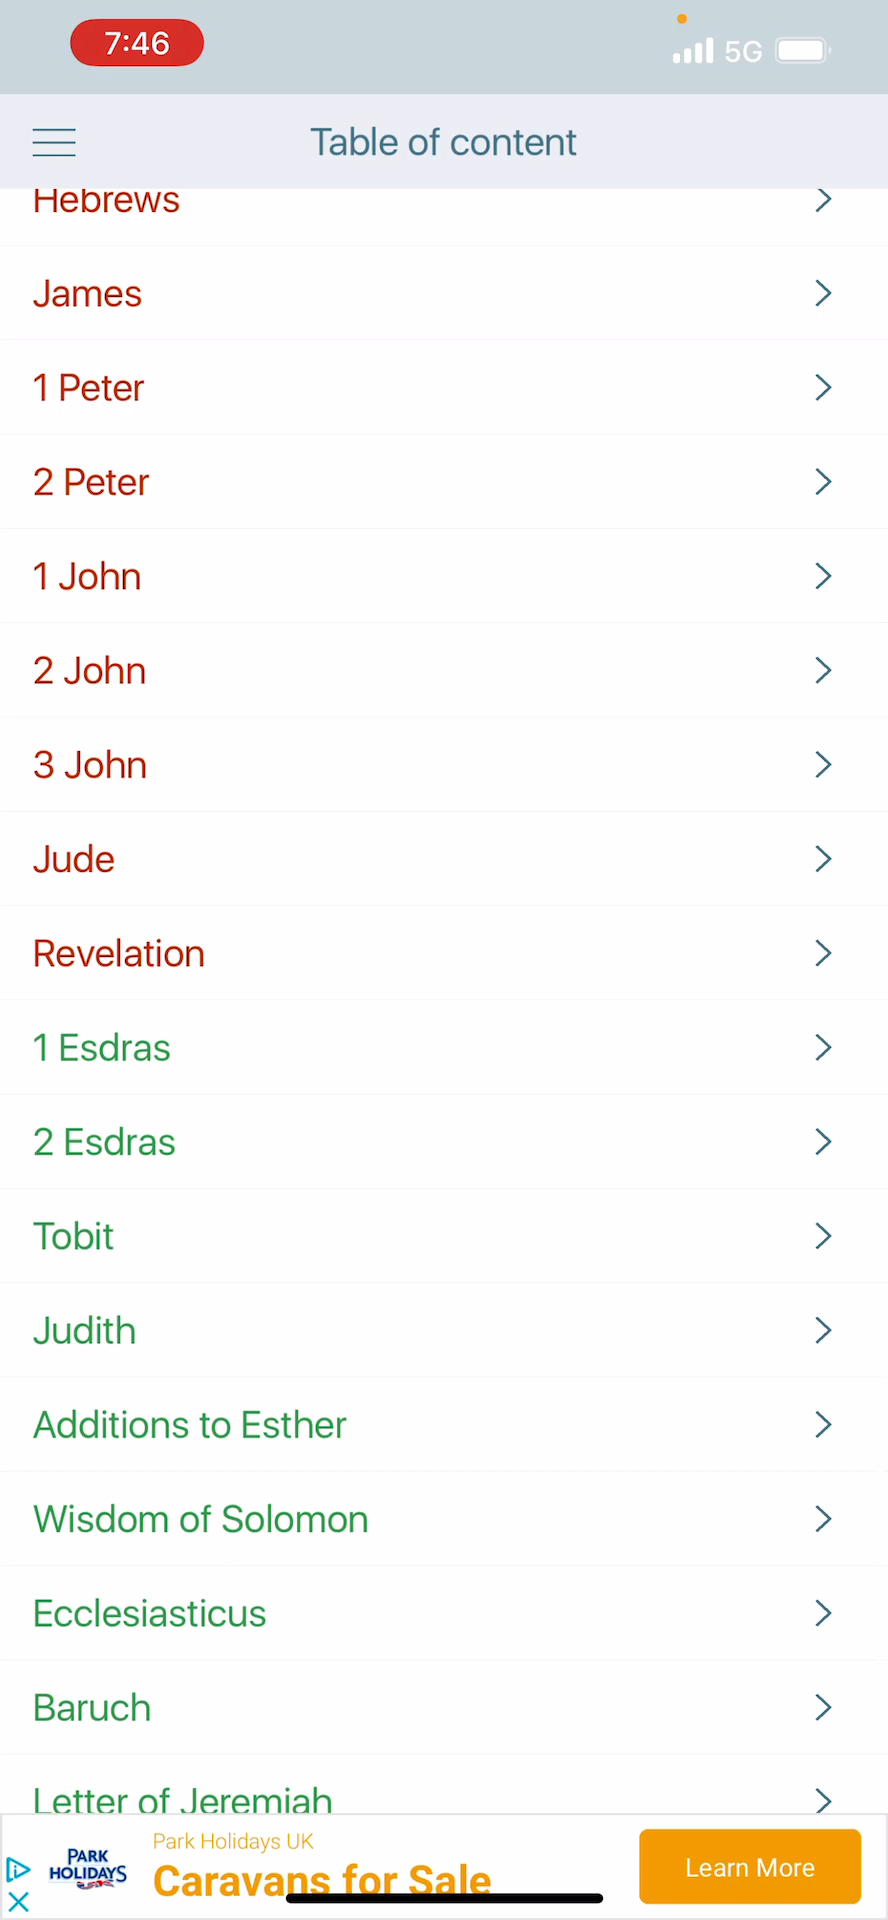 7:46
5G
Table of content
Hebrews
James
1 Peter
2 Peter
1 John
2 John
3 John
Jude
Revelation
1 Esdras
2 Esdras
Tobit
Judith
Additions to Esther
Wisdom of Solomon
Ecclesiasticus
Baruch
Letter of Jeremiah
PARK
HOLIDAYS
Park Holidays UK
Caravans for Sale
Learn More